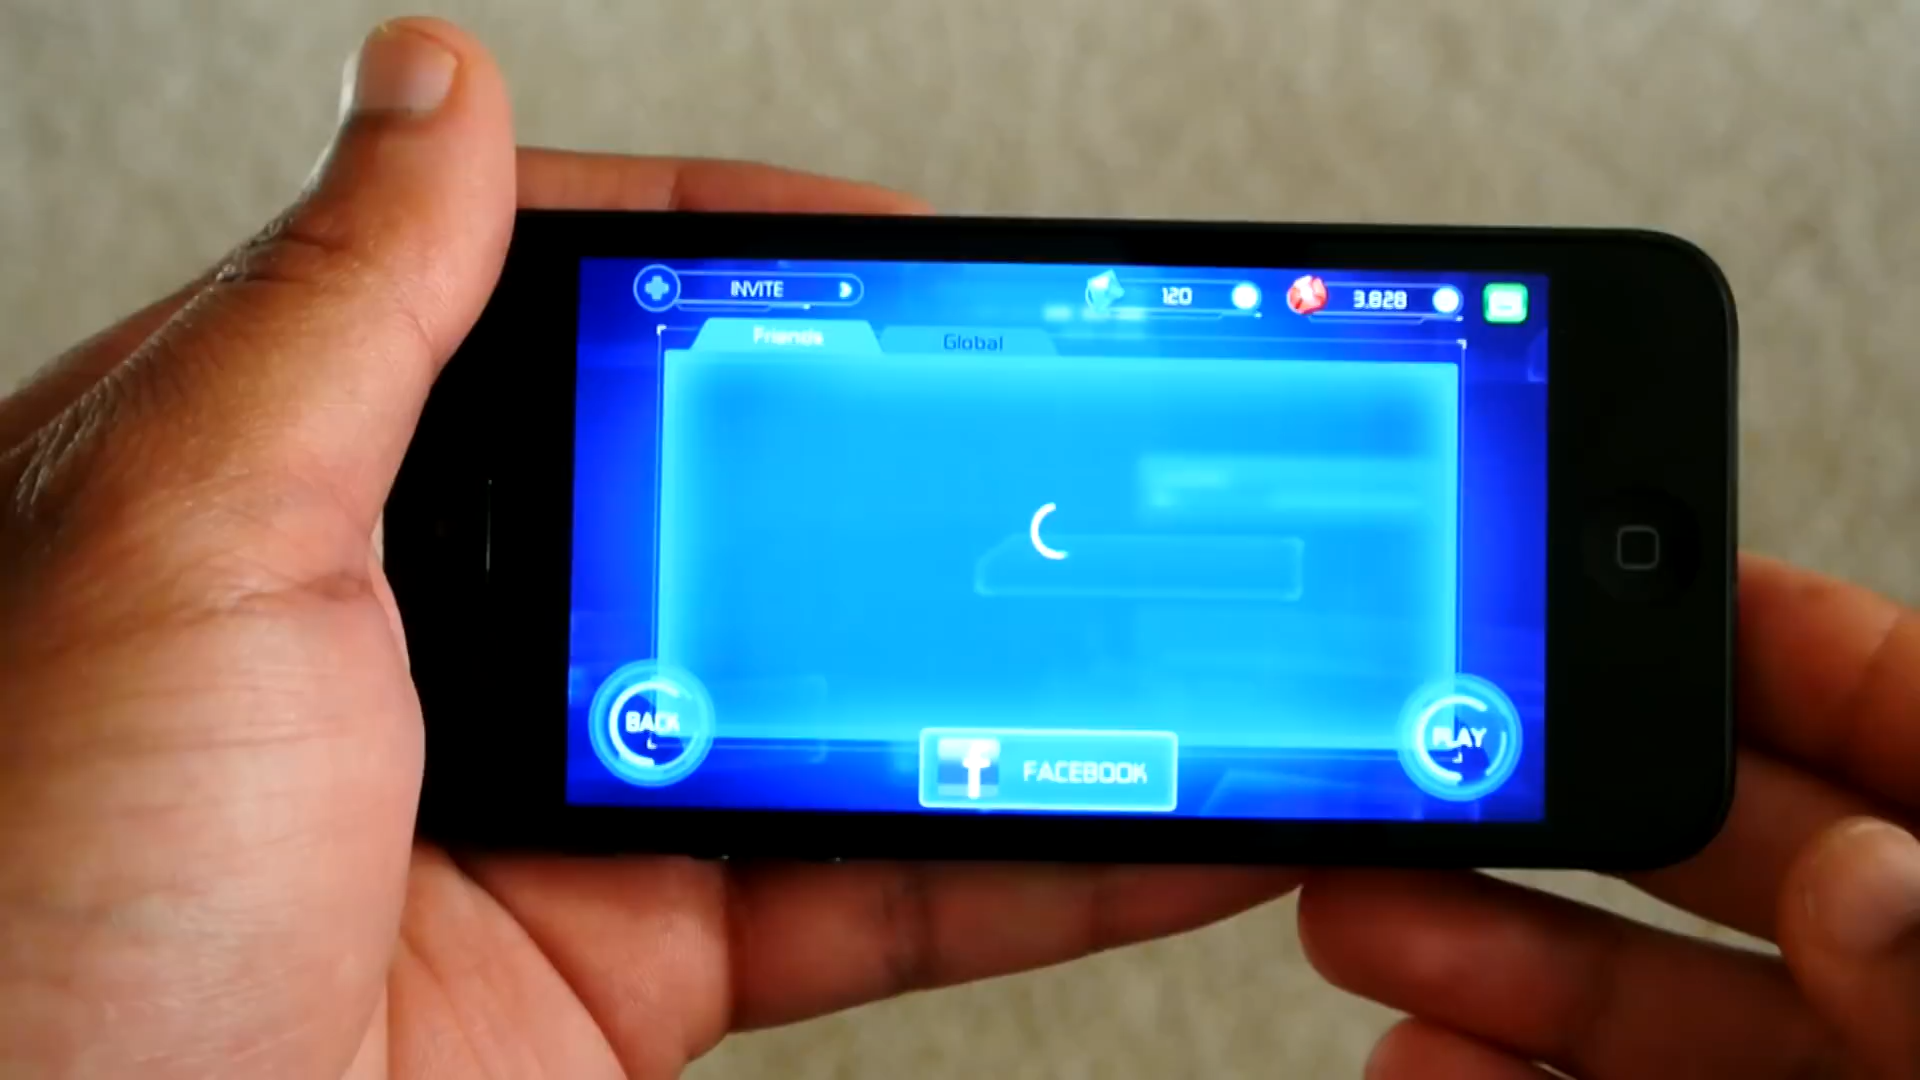 INVITE
120
3.828
Friends
Global
BACK
PLAY
f FACEBOOK